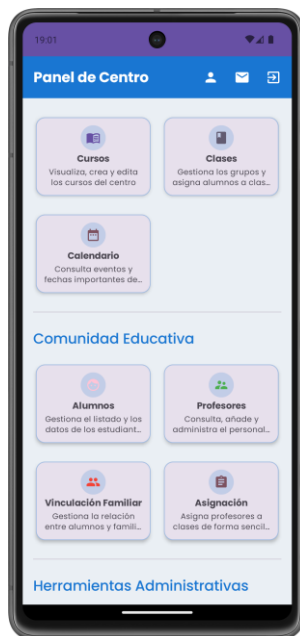 19:01
Panel de Centro
Cursos
Visualiza, crea y edita
los cursos del centro
Clases
Gestiona los grupos y
asigna alumnos a clas...
Calendario
Consulta eventos y
fechas importantes de...
Comunidad Educativa
Alumnos
Gestiona el listado y los
datos de los estudiant...
Profesores
Consulta, añade y
administra el personal...
Vinculación Familiar
Gestiona la relación
entre alumnos y famili...
Asignación
Asigna profesores a
clases de forma sencil...
Herramientas Administrativas